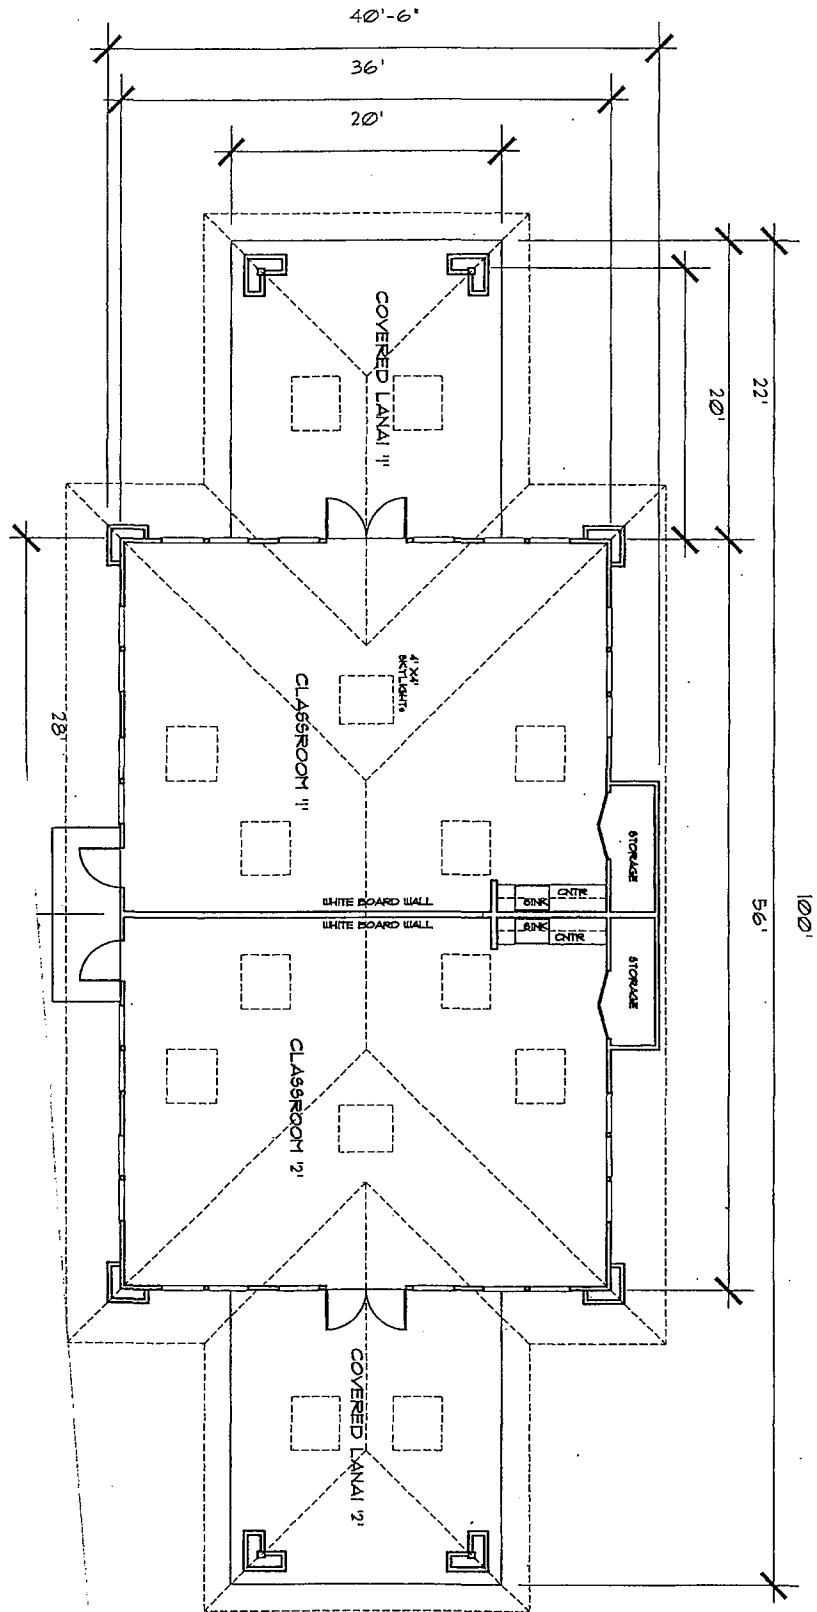 40'-6"
36'
20'
22'
20'
COVERED LANAI '1'
4'X4'
SKYLIGHTS
CLASSROOM '1'
28'
STORAGE
CNTR
SINK
WHITE BOARD WALL
WHITE BOARD WALL
SINK
CNTR
STORAGE
56'
100'
CLASSROOM '2'
COVERED LANAI '2'